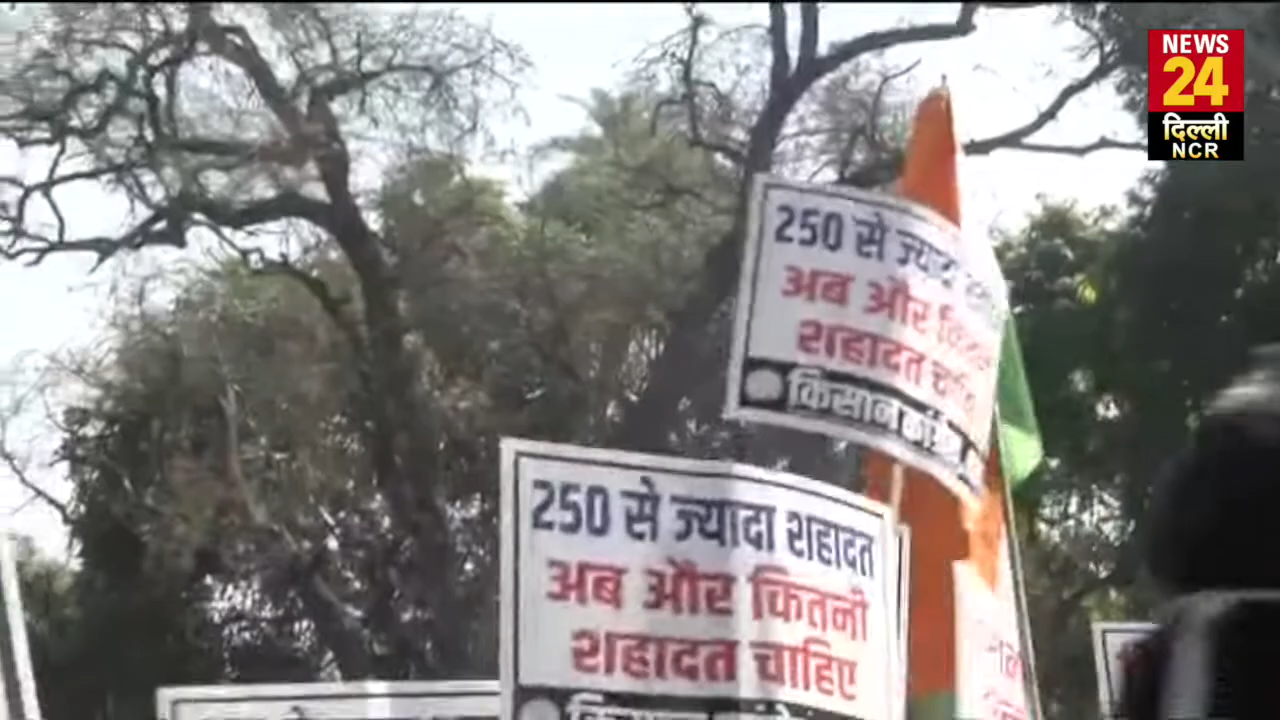 NEWS
24
दिल्ली
NCR
250 से ज्यादा
अब और
शहादत
किसान कांग्रेस
250 से ज्यादा शहादत
अब और कितनी
शहादत चाहिए